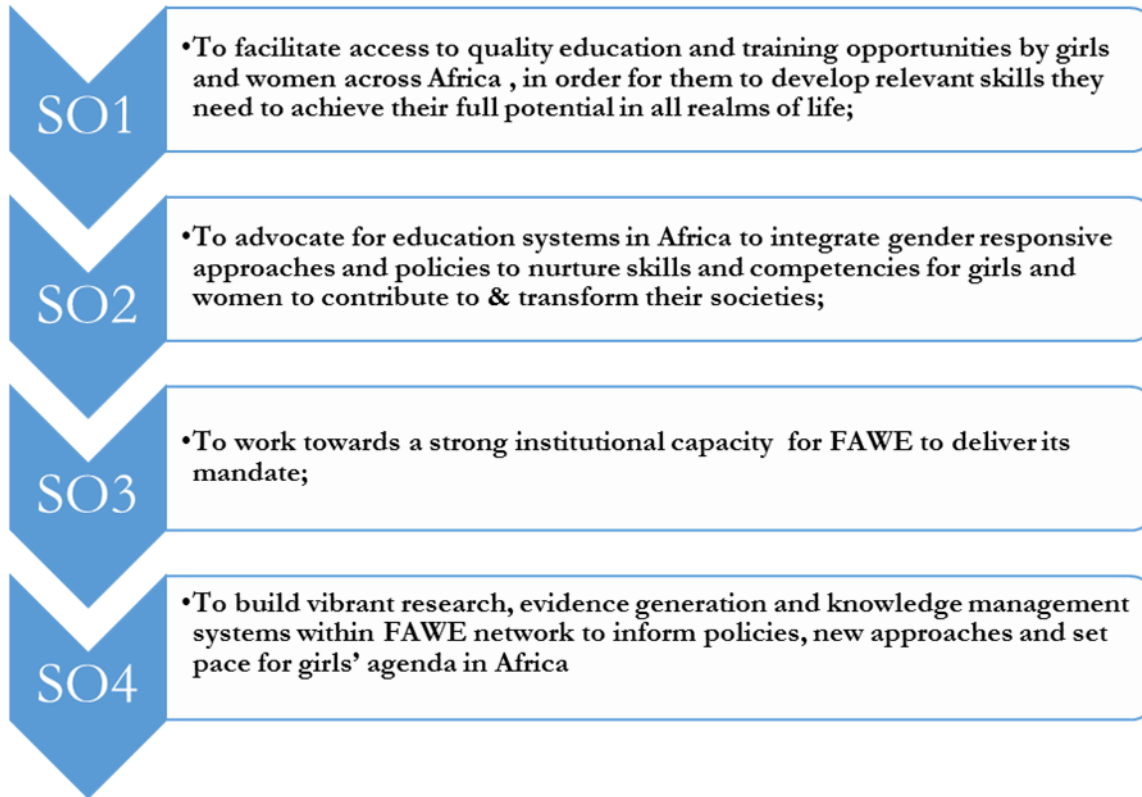 SO1
•To facilitate access to quality education and training opportunities by girls
and women across Africa , in order for them to develop relevant skills they
need to achieve their full potential in all realms of life;
SO2
•To advocate for education systems in Africa to integrate gender responsive
approaches and policies to nurture skills and competencies for girls and
women to contribute to & transform their societies;
SO3
•To work towards a strong institutional capacity  for FAWE to deliver its
mandate;
SO4
•To build vibrant research, evidence generation and knowledge management
systems within FAWE network to inform policies, new approaches and set
pace for girls’ agenda in Africa